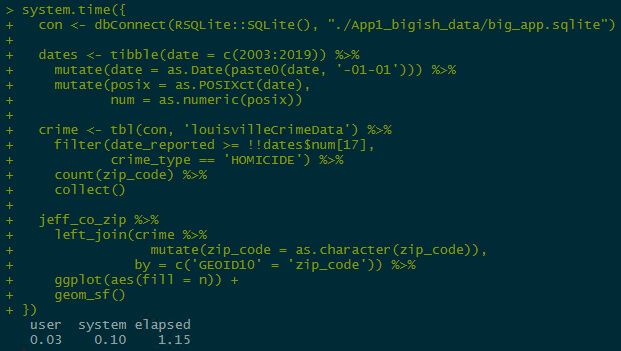 > system.time({
+   con <- dbConnect(RSQLite::SQLite(), "./App1_bigish_data/big_app.sqlite")
+
+   dates <- tibble(date = c(2003:2019)) %>%
+     mutate(date = as.Date(paste0(date, '-01-01'))) %>%
+     mutate(posix = as.POSIXct(date),
+            num = as.numeric(posix))
+
+   crime <- tbl(con, 'louisvilleCrimeData') %>%
+     filter(date_reported >= !!dates$num[17],
+            crime_type == 'HOMICIDE') %>%
+     count(zip_code) %>%
+     collect()
+
+   jeff_co_zip %>%
+     left_join(crime %>%
+                 mutate(zip_code = as.character(zip_code)),
+               by = c('GEOID10' = 'zip_code')) %>%
+     ggplot(aes(fill = n)) +
+     geom_sf()
+ })
   user  system elapsed
   0.03    0.10    1.15